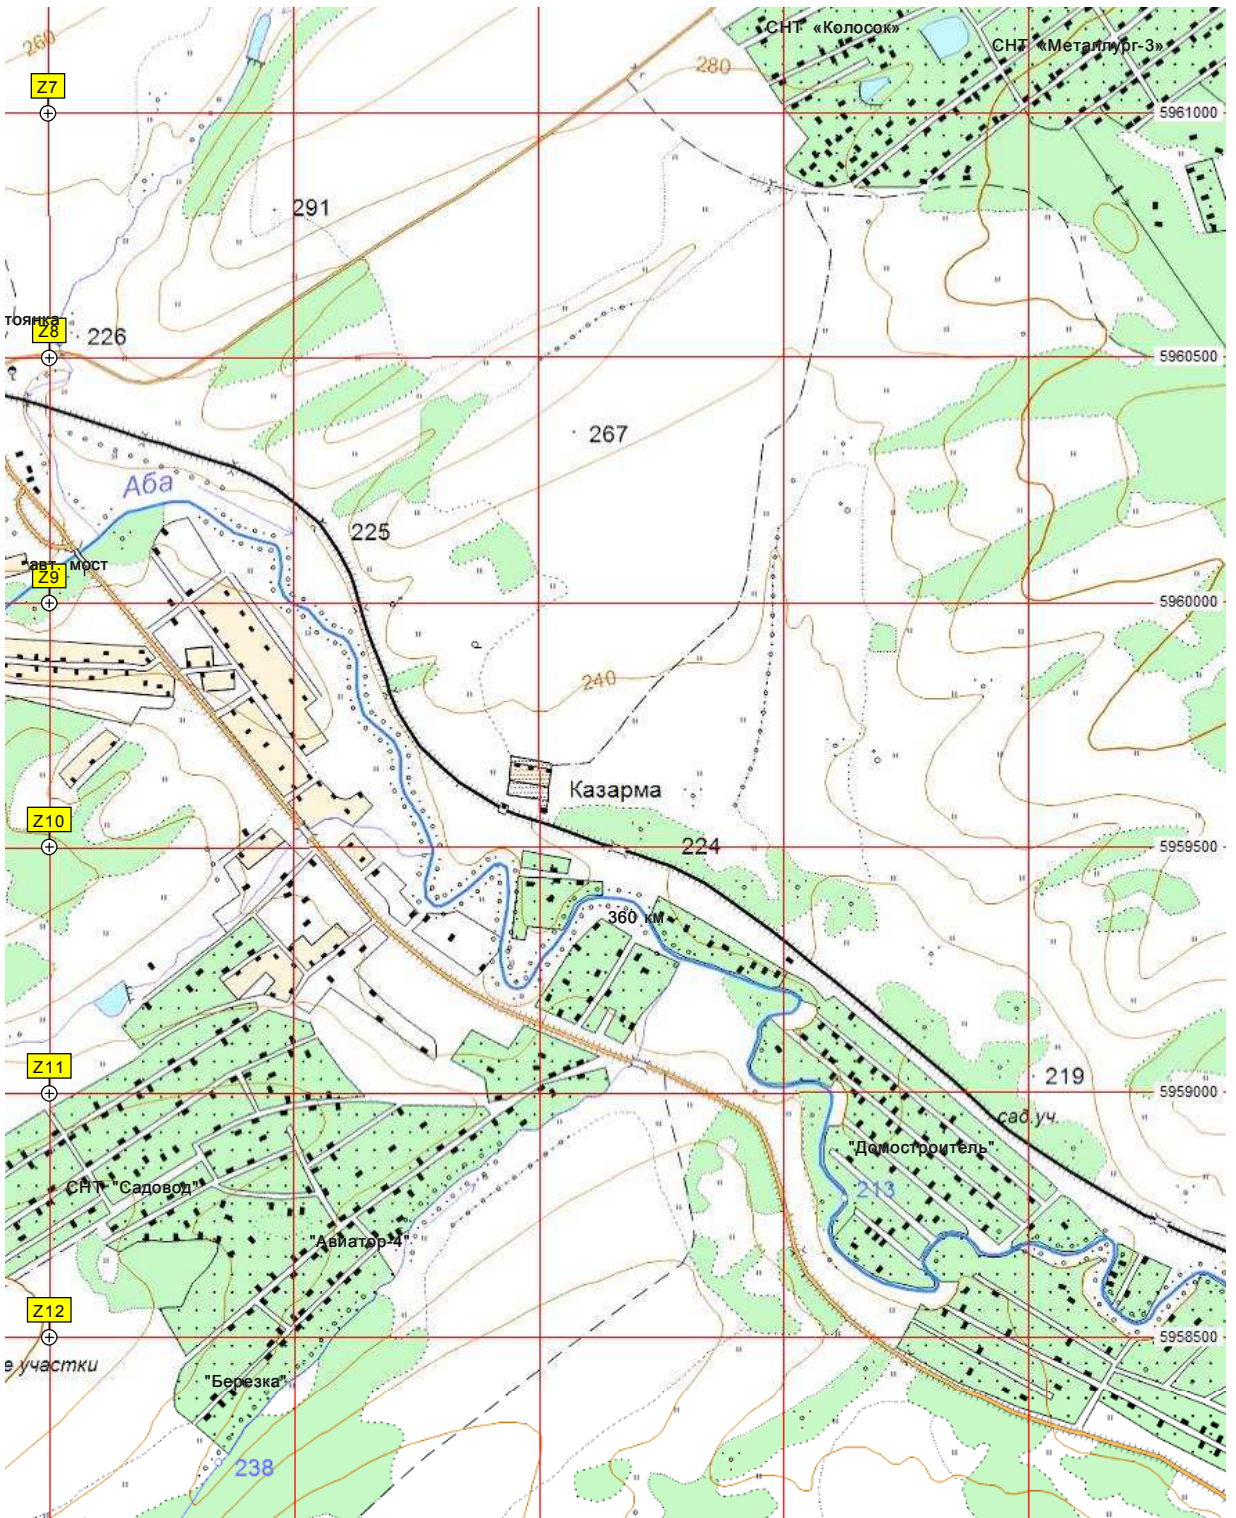 СНТ «Колосок»
260
СНТ «Металлург-3»
280
Z7
5961000
291
тоянка
Z8
226
5960500
267
Аба
225
авт. мост
Z9
5960000
240
Казарма
Z10
224
5959500
360 км
Z11
219
5959000
сад.уч.
"Домостроитель"
СНТ "Садовод"
213
"Авиатор-4"
Z12
5958500
е участки
"Березка"
238